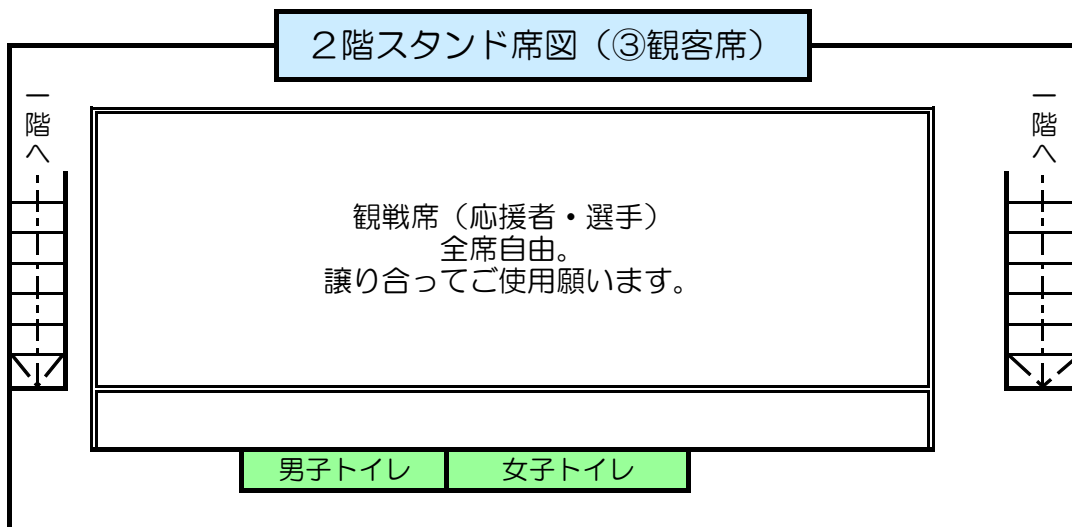 ２階スタンド席図（③観客席）
一階へ
一階へ
観戦席（応援者・選手）
全席自由。
譲り合ってご使用願います。
男子トイレ
女子トイレ